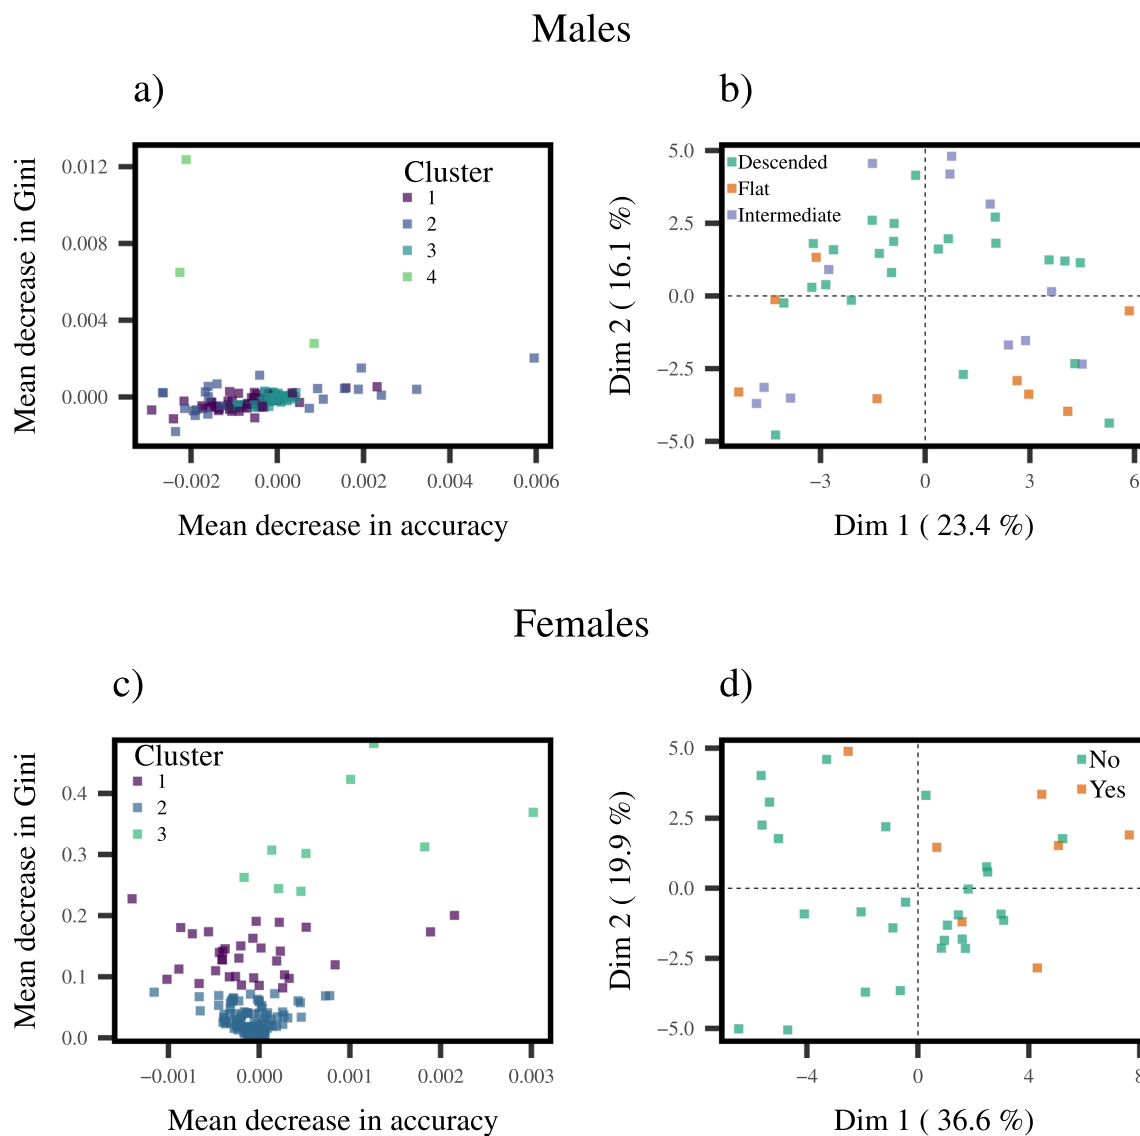 Males
a)
Mean decrease in Gini
0.012
0.008
0.004
0.000
Cluster
1
2
3
4
−0.002
0.000
0.002
0.004
0.006
Mean decrease in accuracy
b)
Dim 2 ( 16.1 %)
5.0
2.5
0.0
−2.5
−5.0
Descended
Flat
Intermediate
−3
0
3
6
Dim 1 ( 23.4 %)
Females
c)
Mean decrease in Gini
0.4
0.3
0.2
0.1
0.0
Cluster
1
2
3
−0.001
0.000
0.001
0.002
0.003
Mean decrease in accuracy
d)
Dim 2 ( 19.9 %)
5.0
2.5
0.0
−2.5
−5.0
No
Yes
−4
0
4
8
Dim 1 ( 36.6 %)